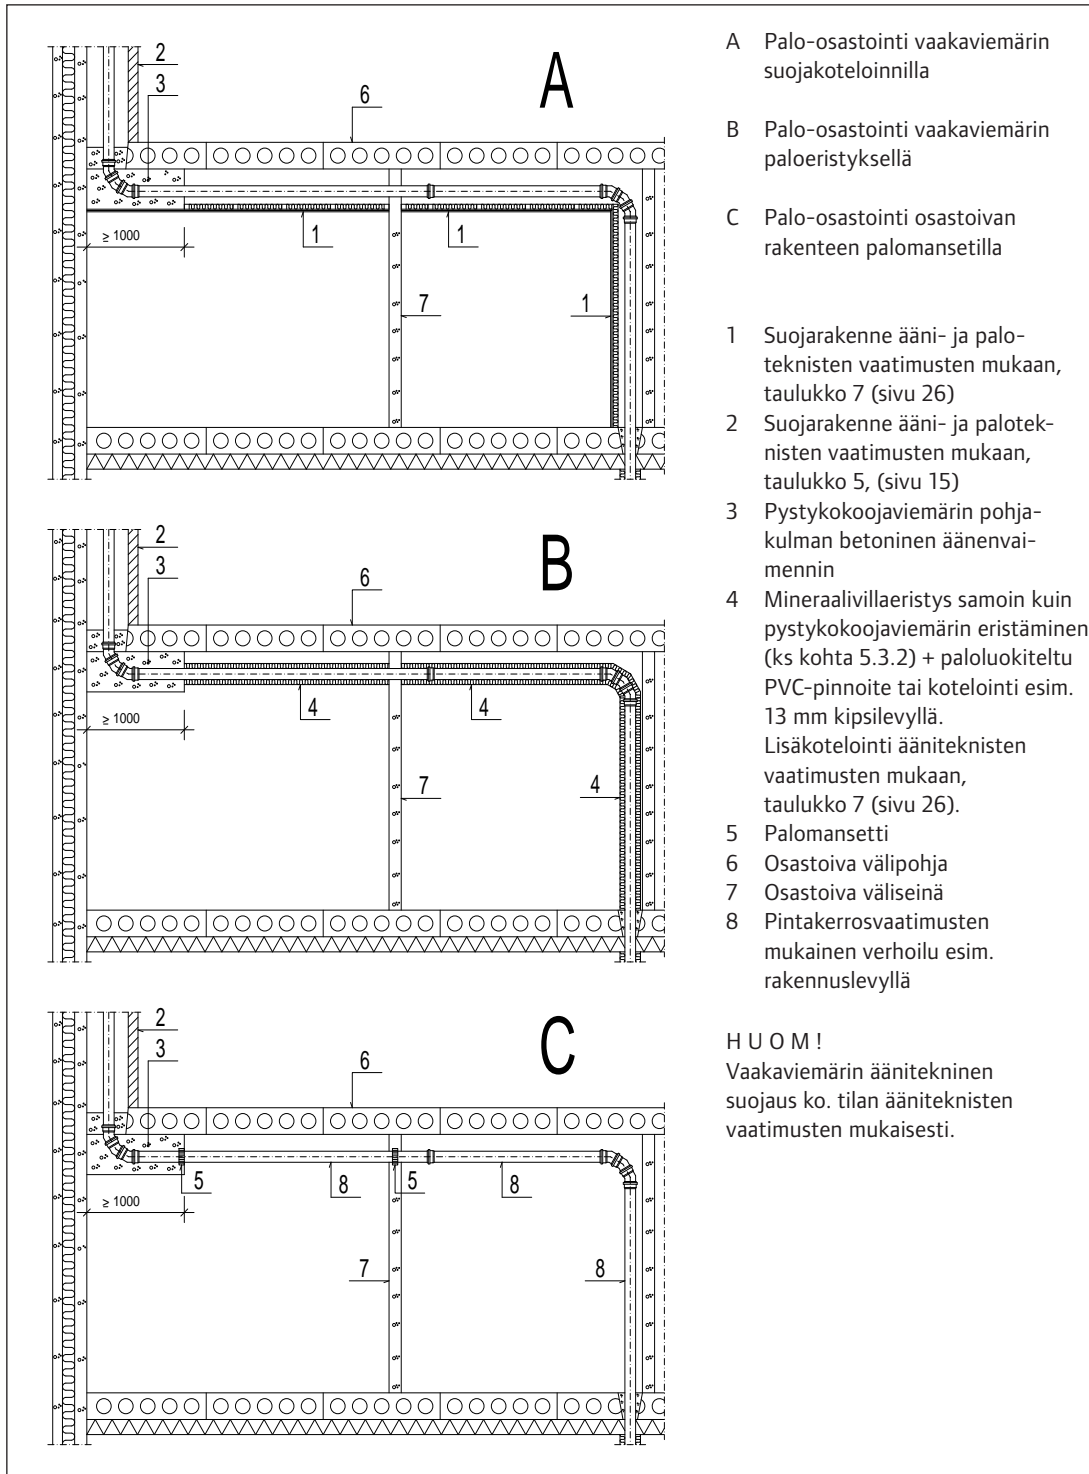 A
2
3
6
≥ 1000
1
1
7
1
B
2
3
6
≥ 1000
4
4
7
4
C
2
3
6
5
8
5
8
≥ 1000
7
8
A Palo-osastointi vaakaviemärin
suojakoteloinnilla
B Palo-osastointi vaakaviemärin
paloeristyksellä
C Palo-osastointi osastoivan
rakenteen palomansetilla
1 Suojarakenne ääni- ja palo-
teknisten vaatimusten mukaan,
taulukko 7 (sivu 26)
2 Suojarakenne ääni- ja palotek-
nisten vaatimusten mukaan,
taulukko 5, (sivu 15)
3 Pystykokoojaviemärin pohja-
kulman betoninen äänenvai-
mennin
4 Mineraalivillaeristys samoin kuin
pystykokoojaviemärin eristäminen
(ks kohta 5.3.2) + paloluokiteltu
PVC-pinnoite tai kotelointi esim.
13 mm kipsilevyllä.
Lisäkotelointi ääniteknisten
vaatimusten mukaan,
taulukko 7 (sivu 26).
5 Palomansetti
6 Osastoiva välipohja
7 Osastoiva väliseinä
8 Pintakerrosvaatimusten
mukainen verhoilu esim.
rakennuslevyllä
H U O M !
Vaakaviemärin äänitekninen
suojaus ko. tilan ääniteknisten
vaatimusten mukaisesti.